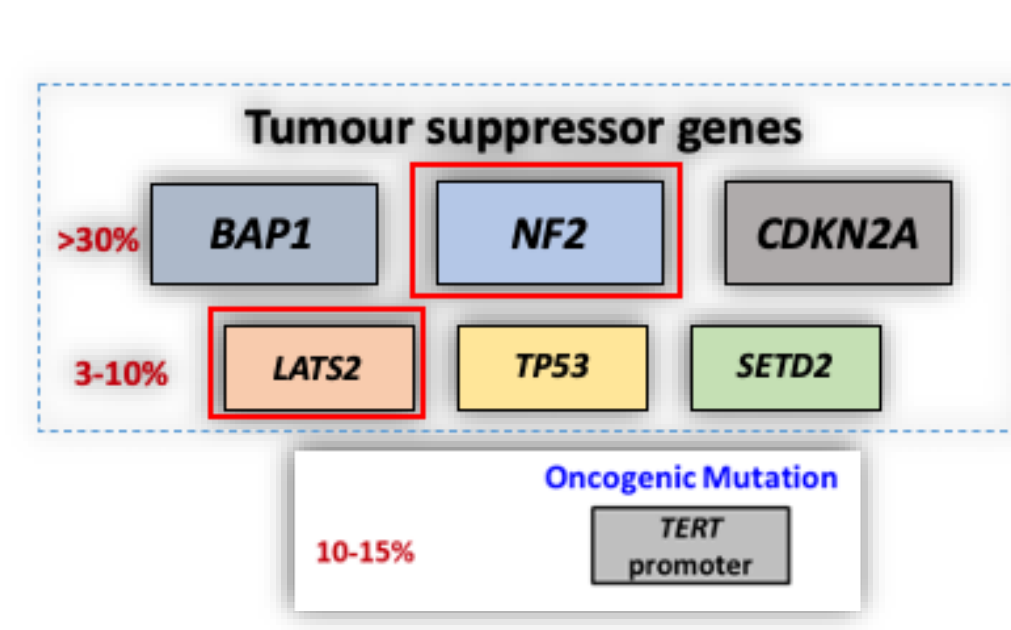 Tumour suppressor genes
>30% BAP1 NF2 CDKN2A
3-10% LATS2 TP53 SETD2
Oncogenic Mutation
10-15% TERT
promoter